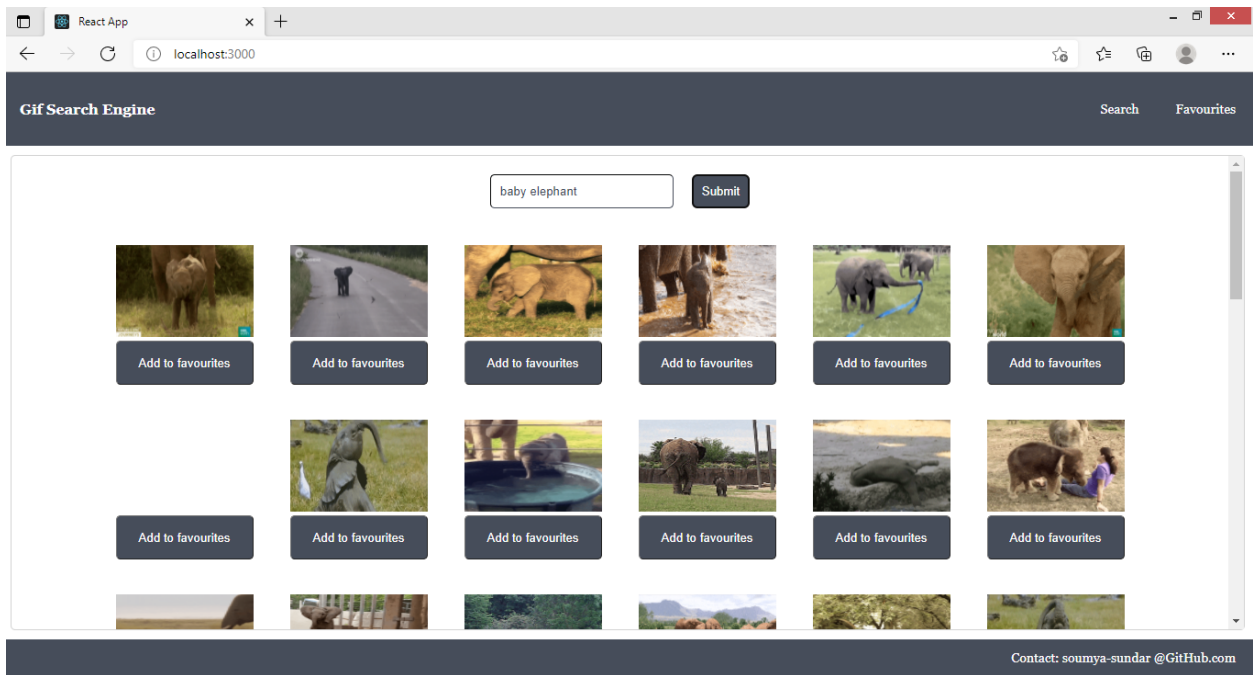 React App
localhost:3000
Gif Search Engine
Search
Favourites
baby elephant
Submit
Add to favourites
Add to favourites
Add to favourites
Add to favourites
Add to favourites
Add to favourites
Add to favourites
Add to favourites
Add to favourites
Add to favourites
Add to favourites
Add to favourites
Contact: soumya-sundar @GitHub.com